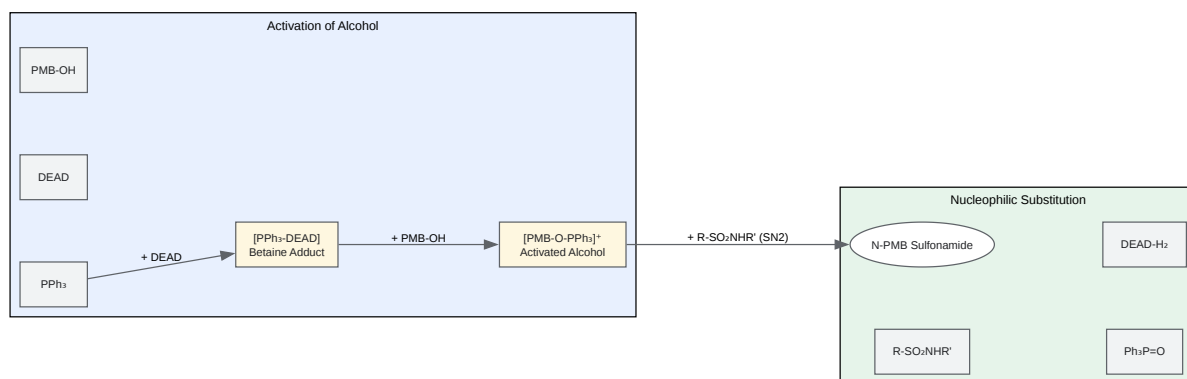 Activation of Alcohol
PMB-OH
DEAD
PPh₃
+ DEAD
[PPh₃-DEAD]
Betaine Adduct
+ PMB-OH
[PMB-O-PPh₃]⁺
Activated Alcohol
+ R-SO₂NHR' (SN2)
Nucleophilic Substitution
N-PMB Sulfonamide
DEAD-H₂
R-SO₂NHR'
Ph₃P=O